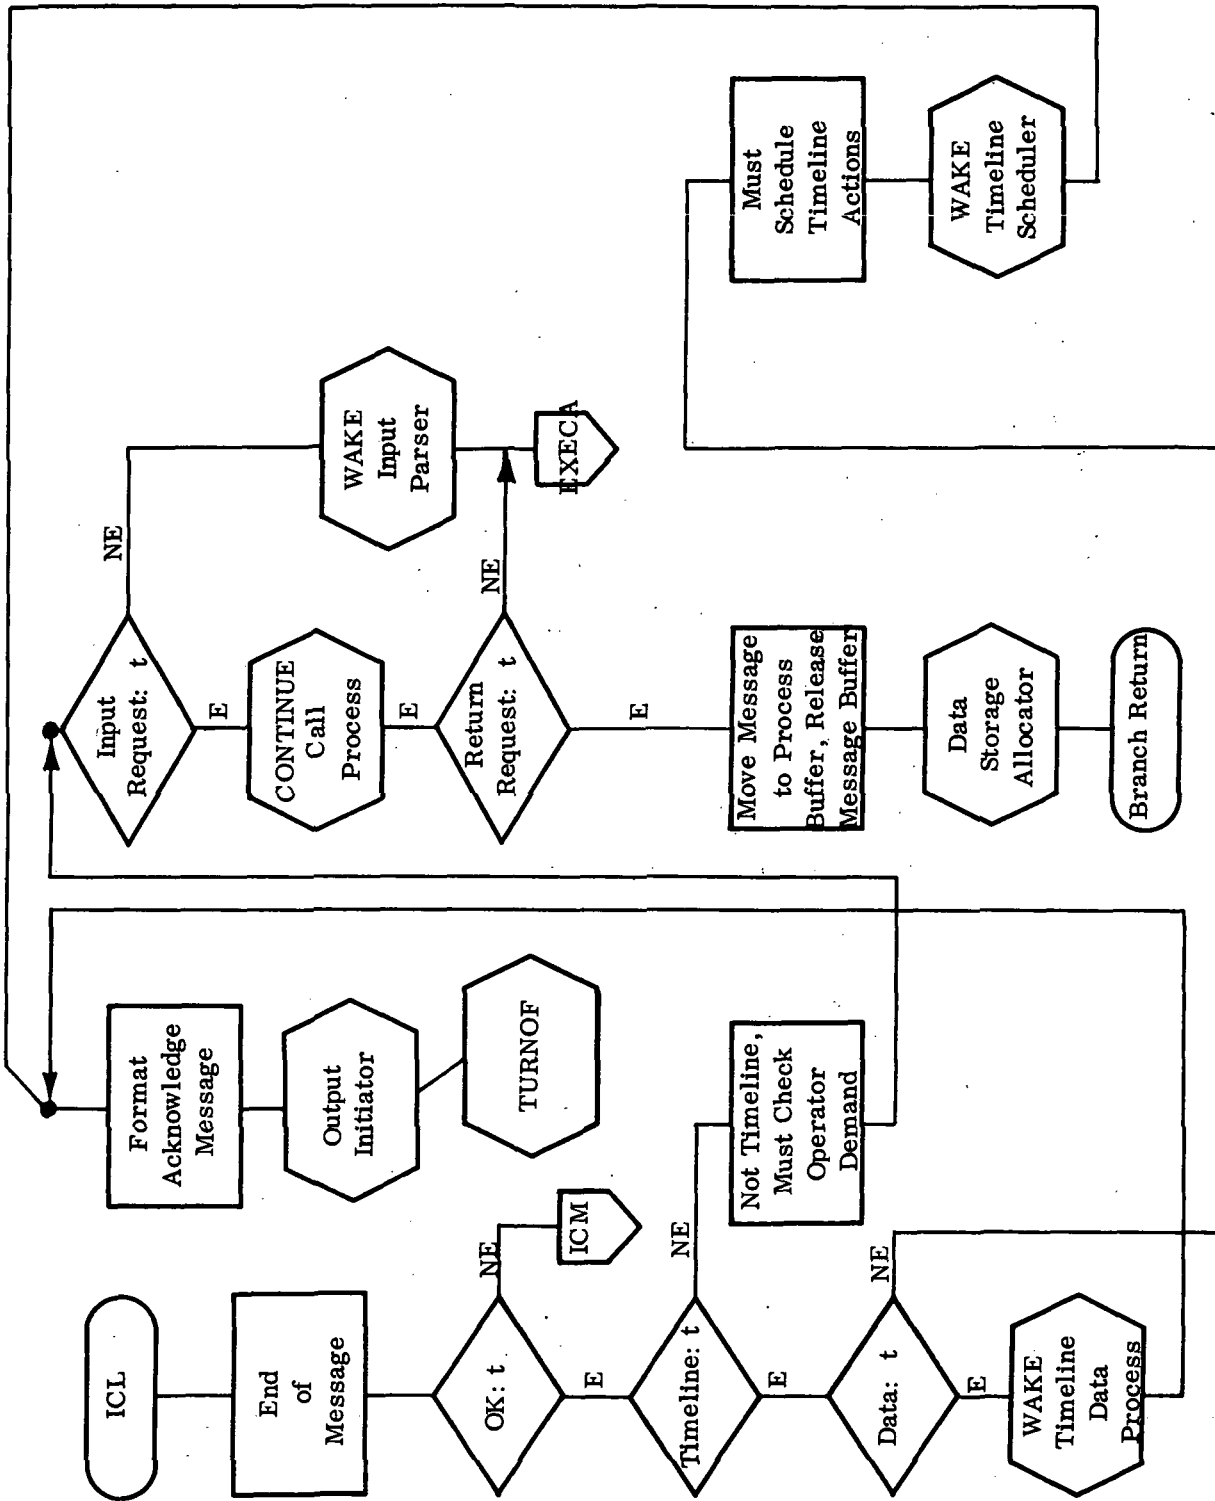 ICL
End
of
Message
OK: t
NE
ICM
E
Timeline: t
NE
Not Timeline,
Must Check
Operator
Demand
E
Data: t
NE
E
WAKE
Timeline
Data
Process
Format
Acknowledge
Message
Output
Initiator
TURNOF
Input
Request: t
NE
E
CONTINUE
Call
Process
E
Return
Request: t
NE
E
Move Message
to Process
Buffer, Release
Message Buffer
Data
Storage
Allocator
Branch Return
WAKE
Input
Parser
EXECA
Must
Schedule
Timeline
Actions
WAKE
Timeline
Scheduler